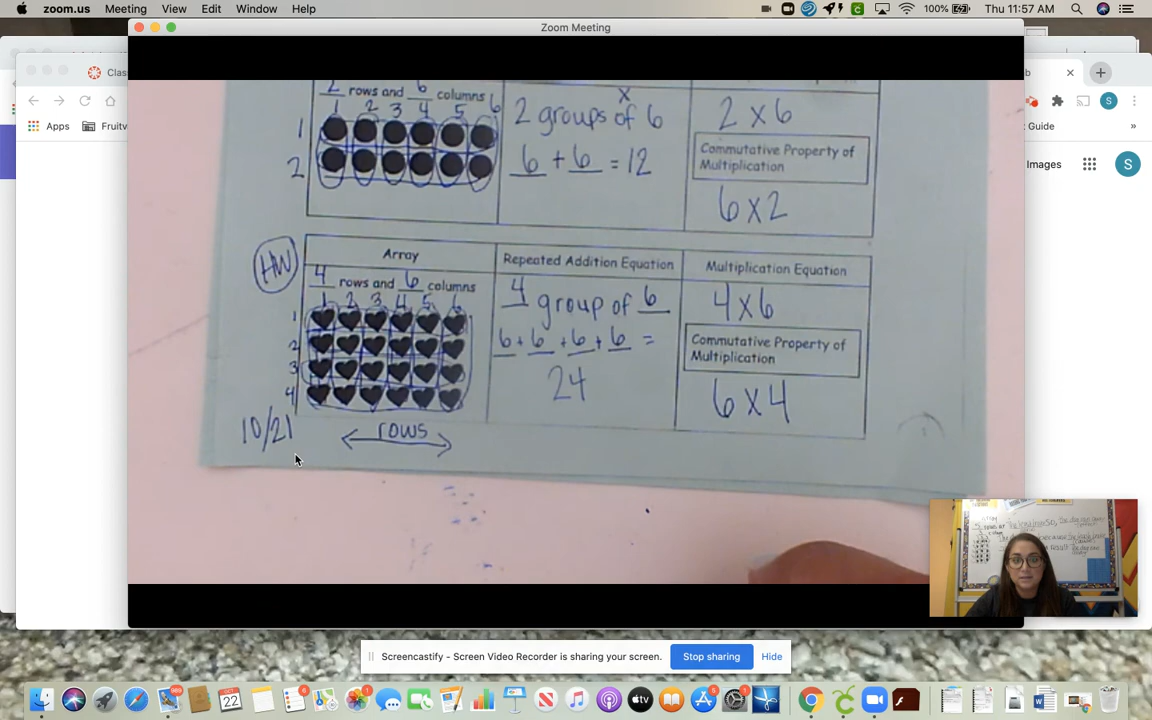 zoom.us Meeting View Edit Window Help
100% Thu 11:57 AM
Zoom Meeting
Apps
Guide
Images
S
S
2 rows and 6 columns
1 2 3 4 5 6
1
2
x
2 groups of 6
6 + 6 = 12
2 x 6
Commutative Property of
Multiplication
6 x 2
HW
Array
4 rows and 6 columns
1 2 3 4 5 6
1
2
3
4
10/21
rows
Repeated Addition Equation
4 group of 6
6 + 6 + 6 + 6 =
24
Multiplication Equation
4 x 6
Commutative Property of
Multiplication
6 x 4
Screencastify - Screen Video Recorder is sharing your screen.
Stop sharing
Hide
OCT
22